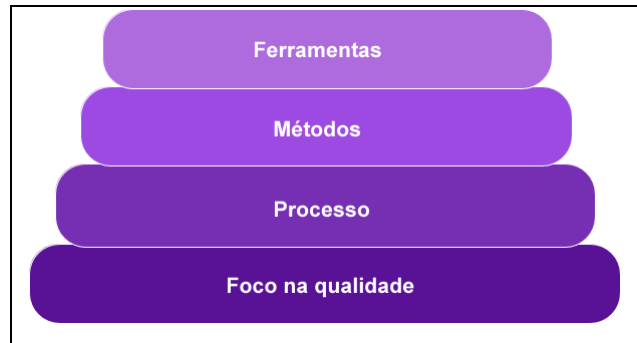 Ferramentas
Métodos
Processo
Foco na qualidade